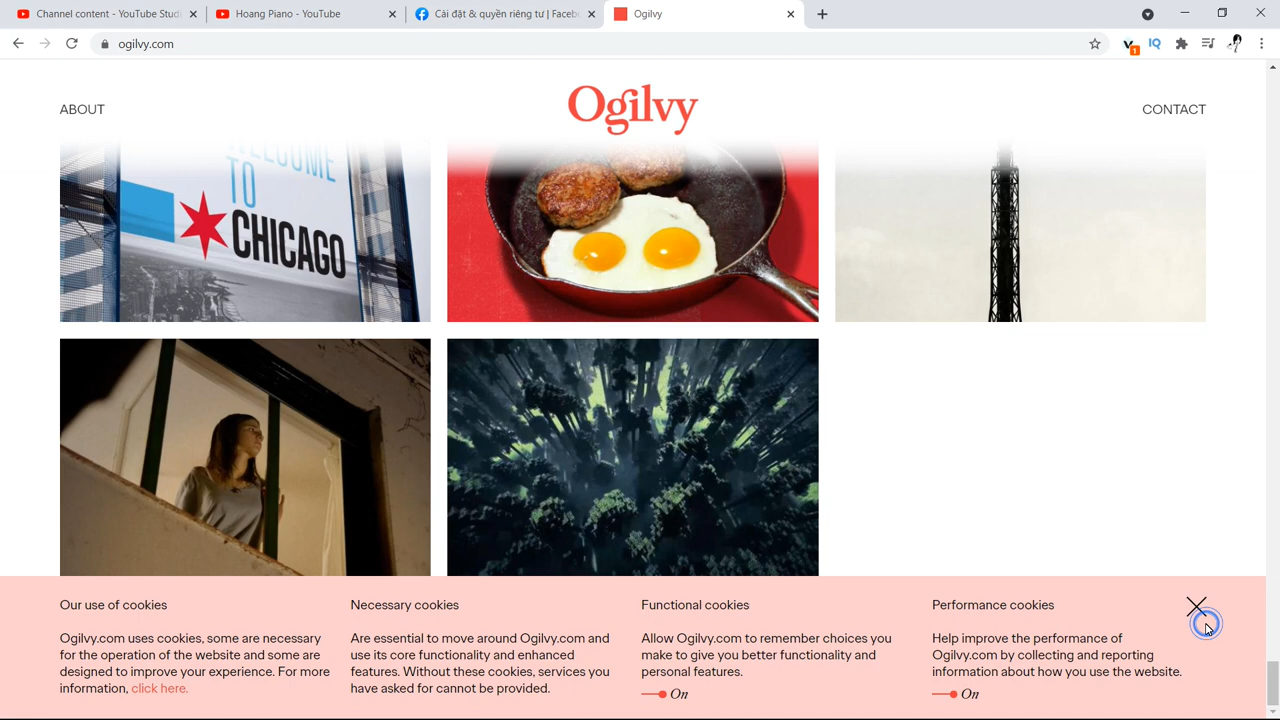 Channel content - YouTube Studi
Hoang Piano - YouTube
Cài đặt & quyền riêng tư | Faceb
Ogilvy
ogilvy.com
1
IQ
ABOUT
Ogilvy
CONTACT
WELCOME
TO
CHICAGO
Our use of cookies
Ogilvy.com uses cookies, some are necessary
for the operation of the website and some are
designed to improve your experience. For more
information, click here.
Necessary cookies
Are essential to move around Ogilvy.com and
use its core functionality and enhanced
features. Without these cookies, services you
have asked for cannot be provided.
Functional cookies
Allow Ogilvy.com to remember choices you
make to give you better functionality and
personal features.
On
Performance cookies
Help improve the performance of
Ogilvy.com by collecting and reporting
information about how you use the website.
On